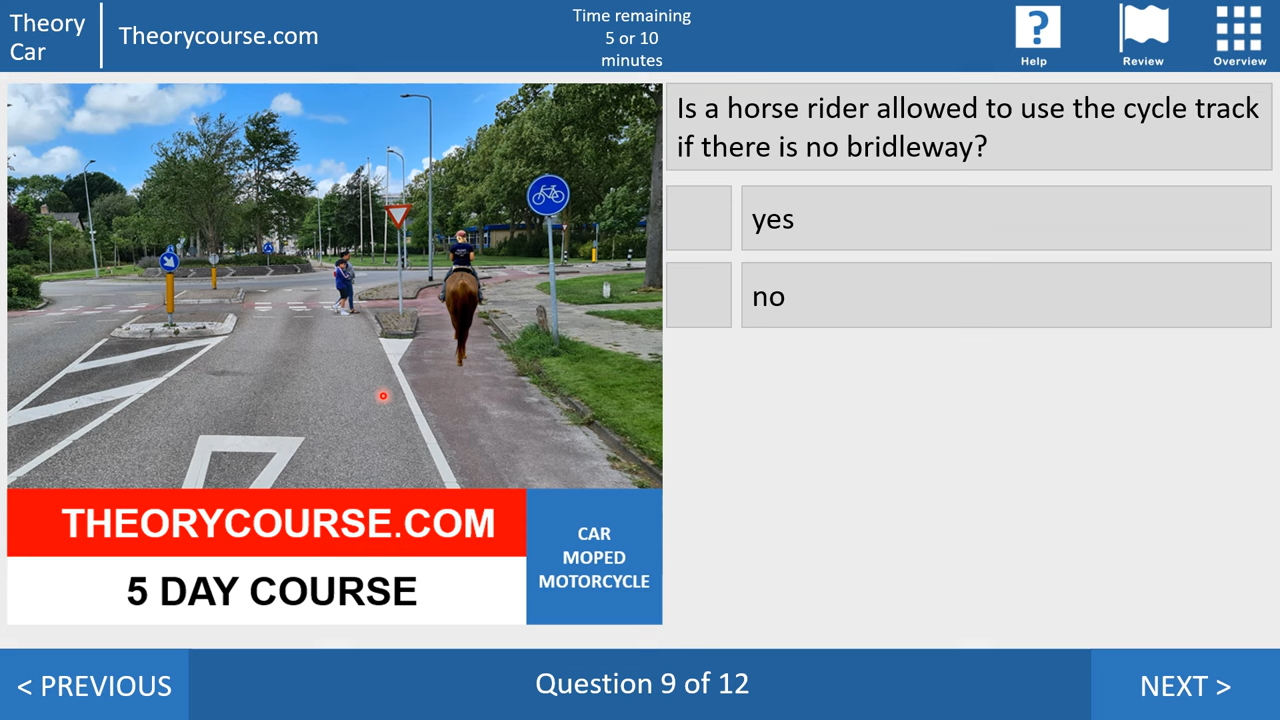 Theory
Car
Theorycourse.com
Time remaining
5 or 10
minutes
?
Help
Review
Overview
Is a horse rider allowed to use the cycle track
if there is no bridleway?
yes
no
THEORYCOURSE.COM
5 DAY COURSE
CAR
MOPED
MOTORCYCLE
< PREVIOUS
Question 9 of 12
NEXT >